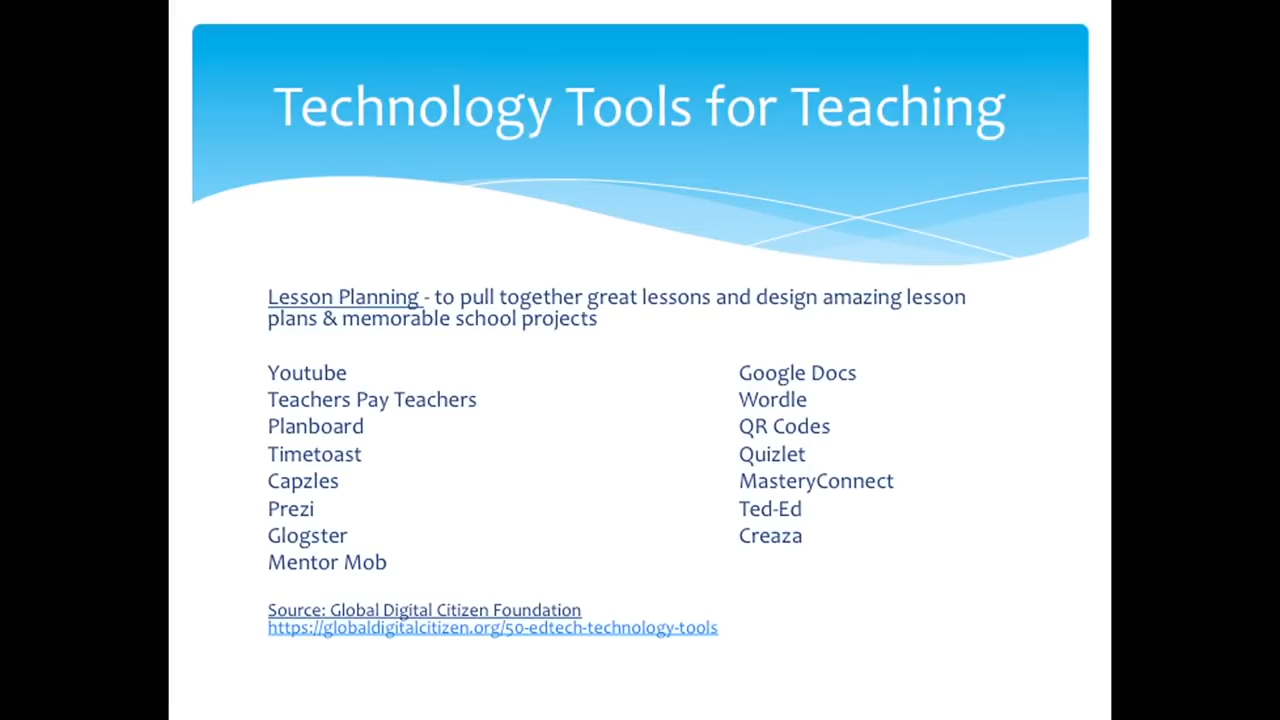 Technology Tools for Teaching
Lesson Planning - to pull together great lessons and design amazing lesson
plans & memorable school projects
Youtube
Teachers Pay Teachers
Planboard
Timetoast
Capzles
Prezi
Glogster
Mentor Mob
Google Docs
Wordle
QR Codes
Quizlet
MasteryConnect
Ted-Ed
Creaza
Source: Global Digital Citizen Foundation
https://globaldigitalcitizen.org/50-edtech-technology-tools